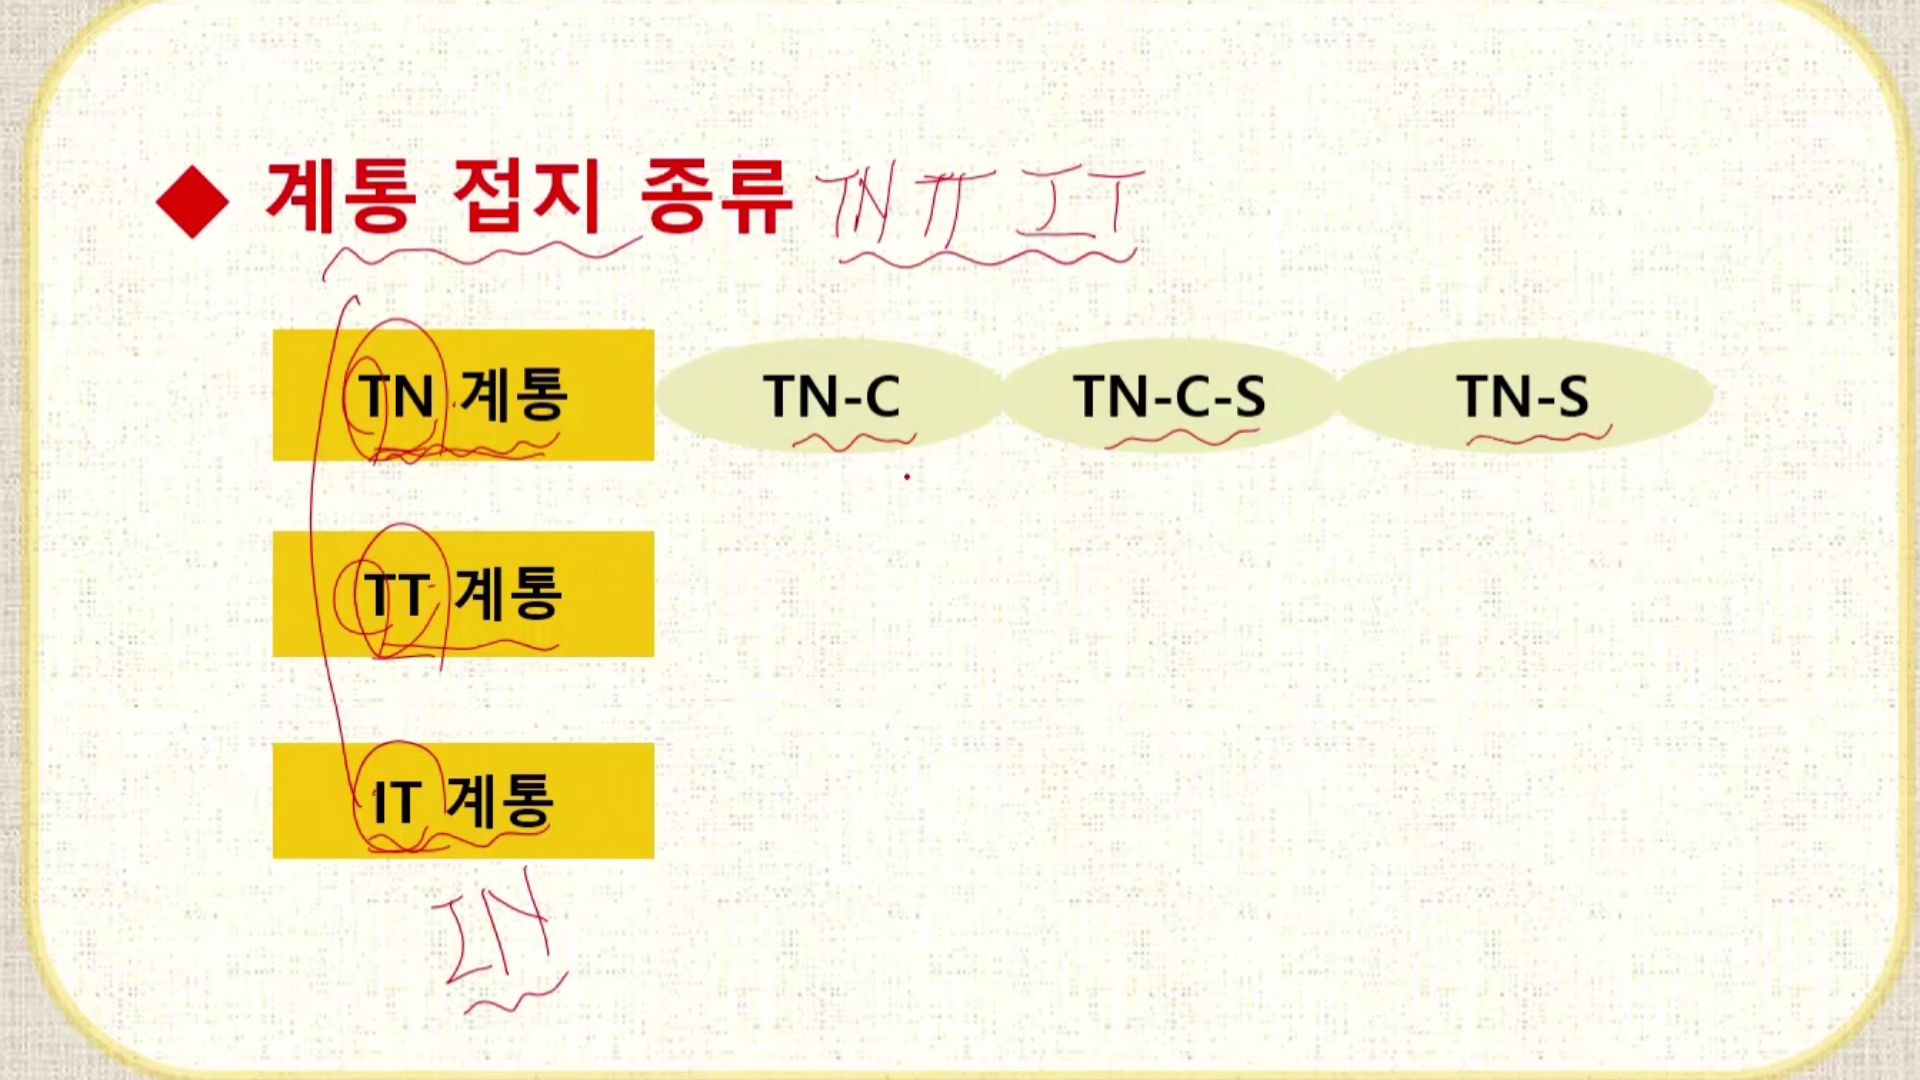 ◆ 계통 접지 종류 TN TT IT
TN 계통 TN-C TN-C-S TN-S
TT 계통
IT 계통
IN